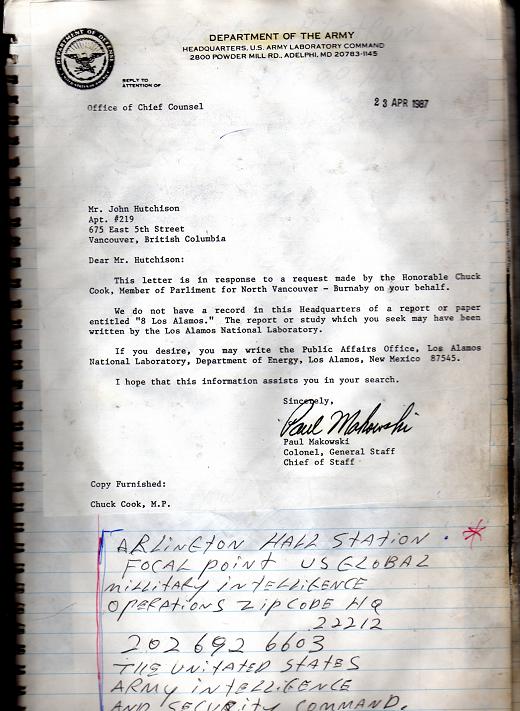 DEPARTMENT OF THE ARMY
HEADQUARTERS, U.S. ARMY LABORATORY COMMAND
2800 POWDER MILL RD., ADELPHI, MD 20783-1145
DEPARTMENT OF DEFENSE
REPLY TO
ATTENTION OF
Office of Chief Counsel
23 APR 1987
Mr. John Hutchison
Apt. #219
675 East 5th Street
Vancouver, British Columbia
Dear Mr. Hutchison:
This letter is in response to a request made by the Honorable Chuck
Cook, Member of Parliment for North Vancouver - Burnaby on your behalf.
We do not have a record in this Headquarters of a report or paper
entitled "8 Los Alamos." The report or study which you seek may have been
written by the Los Alamos National Laboratory.
If you desire, you may write the Public Affairs Office, Los Alamos
National Laboratory, Department of Energy, Los Alamos, New Mexico 87545.
I hope that this information assists you in your search.
Sincerely,
Paul Makowski
Paul Makowski
Colonel, General Staff
Chief of Staff
Copy Furnished:
Chuck Cook, M.P.
ARLINGTON HALL STATION . *
FOCAL POINT US GLOBAL
MILLITARY INTELLIGENCE
OPERATIONS ZIPCODE HQ
22212
202 692 6603
THE UNITATED STATES
ARMY INTELLIGENCE
AND SECURITY COMMAND.